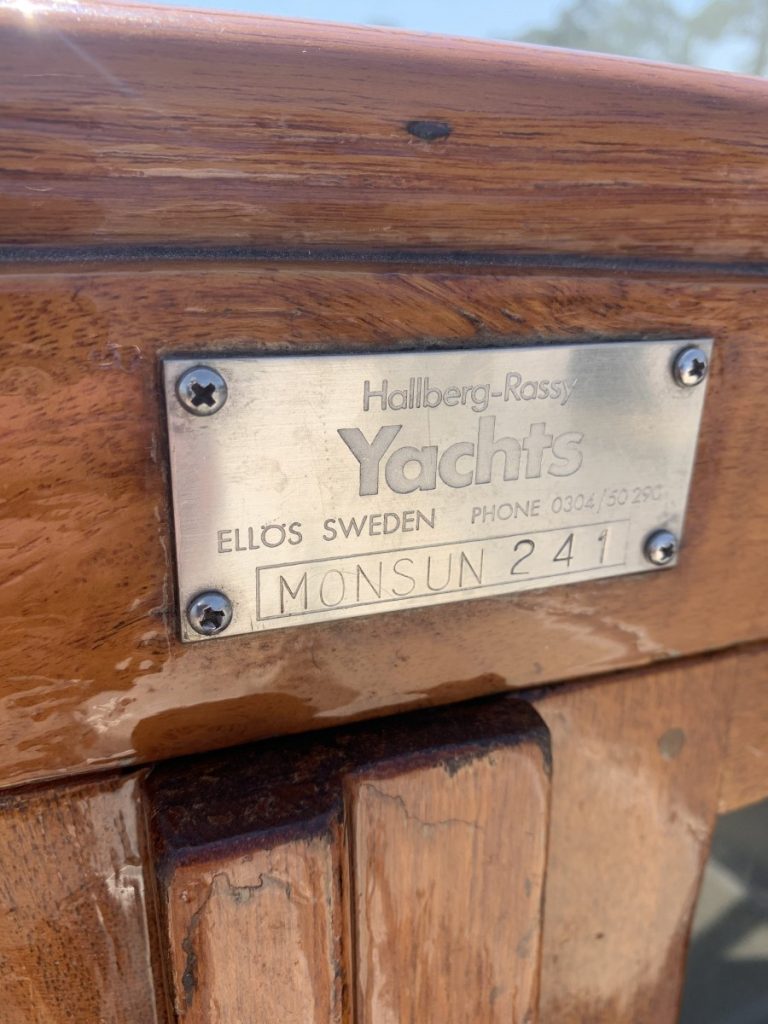 Hallberg-Rassy
Yachts
ELLÖS SWEDEN PHONE 0304/50290
MONSUN 241